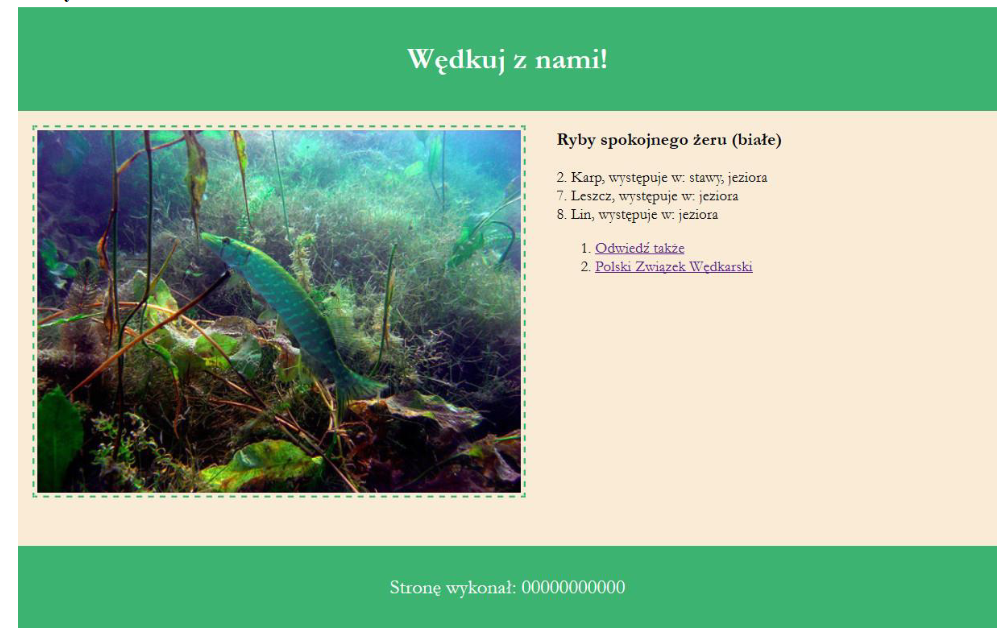 Wędkuj z nami!
Ryby spokojnego żeru (białe)
2. Karp, występuje w: stawy, jeziora
7. Leszcz, występuje w: jeziora
8. Lin, występuje w: jeziora
1. Odwiedź także
2. Polski Związek Wędkarski
Stronę wykonał: 00000000000